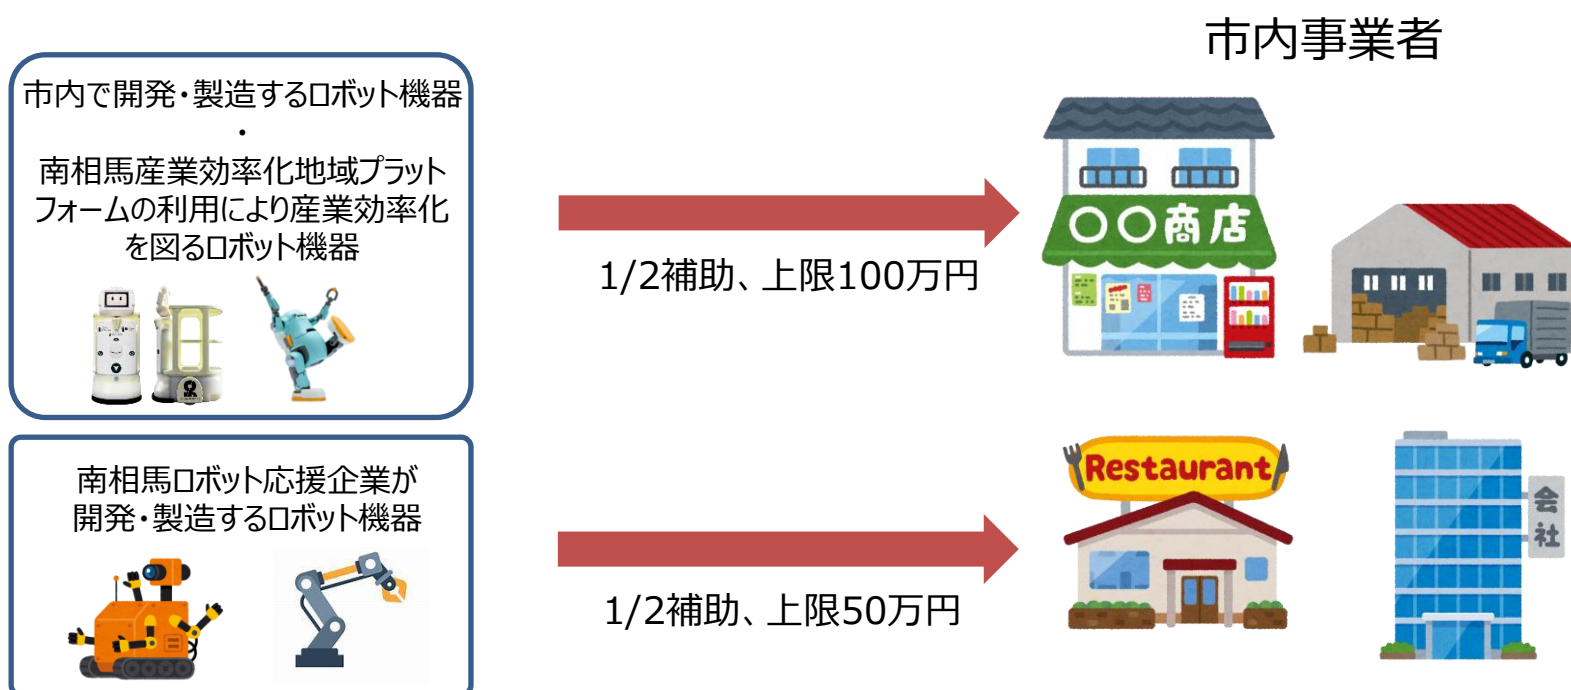 市内事業者
市内で開発・製造するロボット機器
・
南相馬産業効率化地域プラット
フォームの利用により産業効率化
を図るロボット機器
1/2補助、上限100万円
〇〇商店
南相馬ロボット応援企業が
開発・製造するロボット機器
1/2補助、上限50万円
Restaurant
会
社